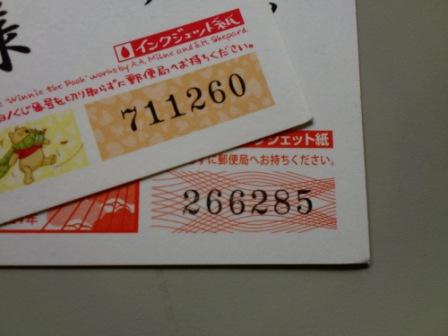 様
インクジェット紙
"Winnie the Pooh" works by A.A. Milne and E.H. Shepard.
くじ番号を切り取らずに郵便局へお持ちください。
711260
ジェット紙
ずに郵便局へお持ちください。
266285